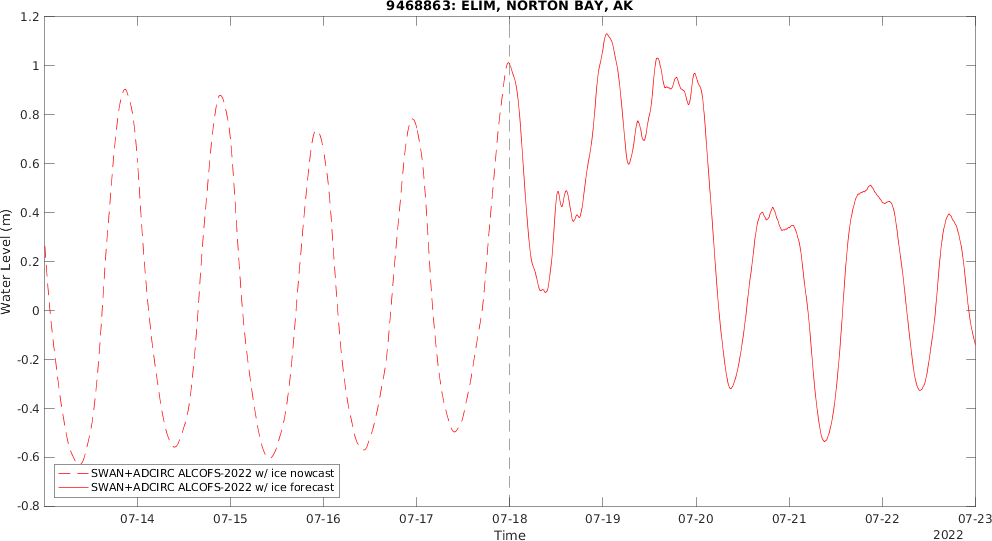 9468863: ELIM, NORTON BAY, AK
1.2
1
0.8
0.6
0.4
0.2
0
-0.2
-0.4
-0.6
-0.8
Water Level (m)
SWAN+ADCIRC ALCOFS-2022 w/ ice nowcast
SWAN+ADCIRC ALCOFS-2022 w/ ice forecast
07-14 07-15 07-16 07-17 07-18 07-19 07-20 07-21 07-22 07-23
Time 2022